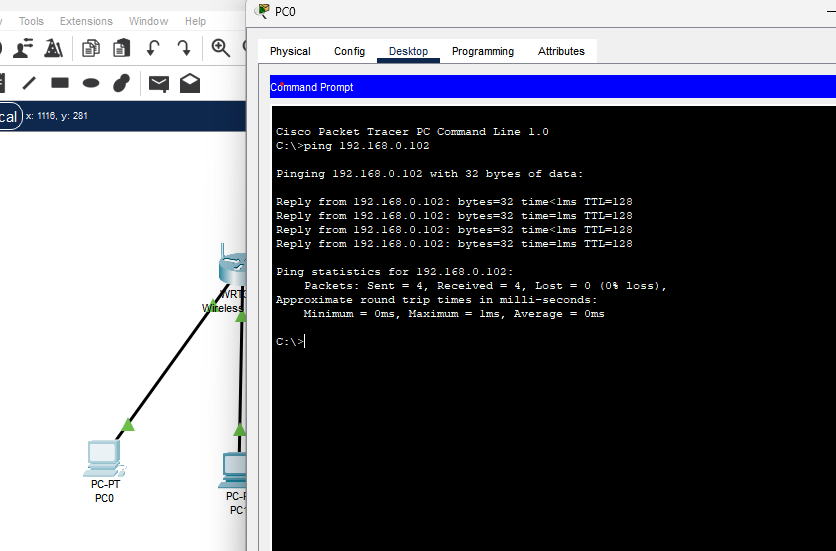 PC0
Tools Extensions Window Help
Physical Config Desktop Programming Attributes
Command Prompt
x: 1116, y: 281
Cisco Packet Tracer PC Command Line 1.0
C:\>ping 192.168.0.102
Pinging 192.168.0.102 with 32 bytes of data:
Reply from 192.168.0.102: bytes=32 time<1ms TTL=128
Reply from 192.168.0.102: bytes=32 time=1ms TTL=128
Reply from 192.168.0.102: bytes=32 time<1ms TTL=128
Reply from 192.168.0.102: bytes=32 time=1ms TTL=128
Ping statistics for 192.168.0.102:
Packets: Sent = 4, Received = 4, Lost = 0 (0% loss),
Approximate round trip times in milli-seconds:
Minimum = 0ms, Maximum = 1ms, Average = 0ms
C:\>
Wireless
PC-PT
PC0